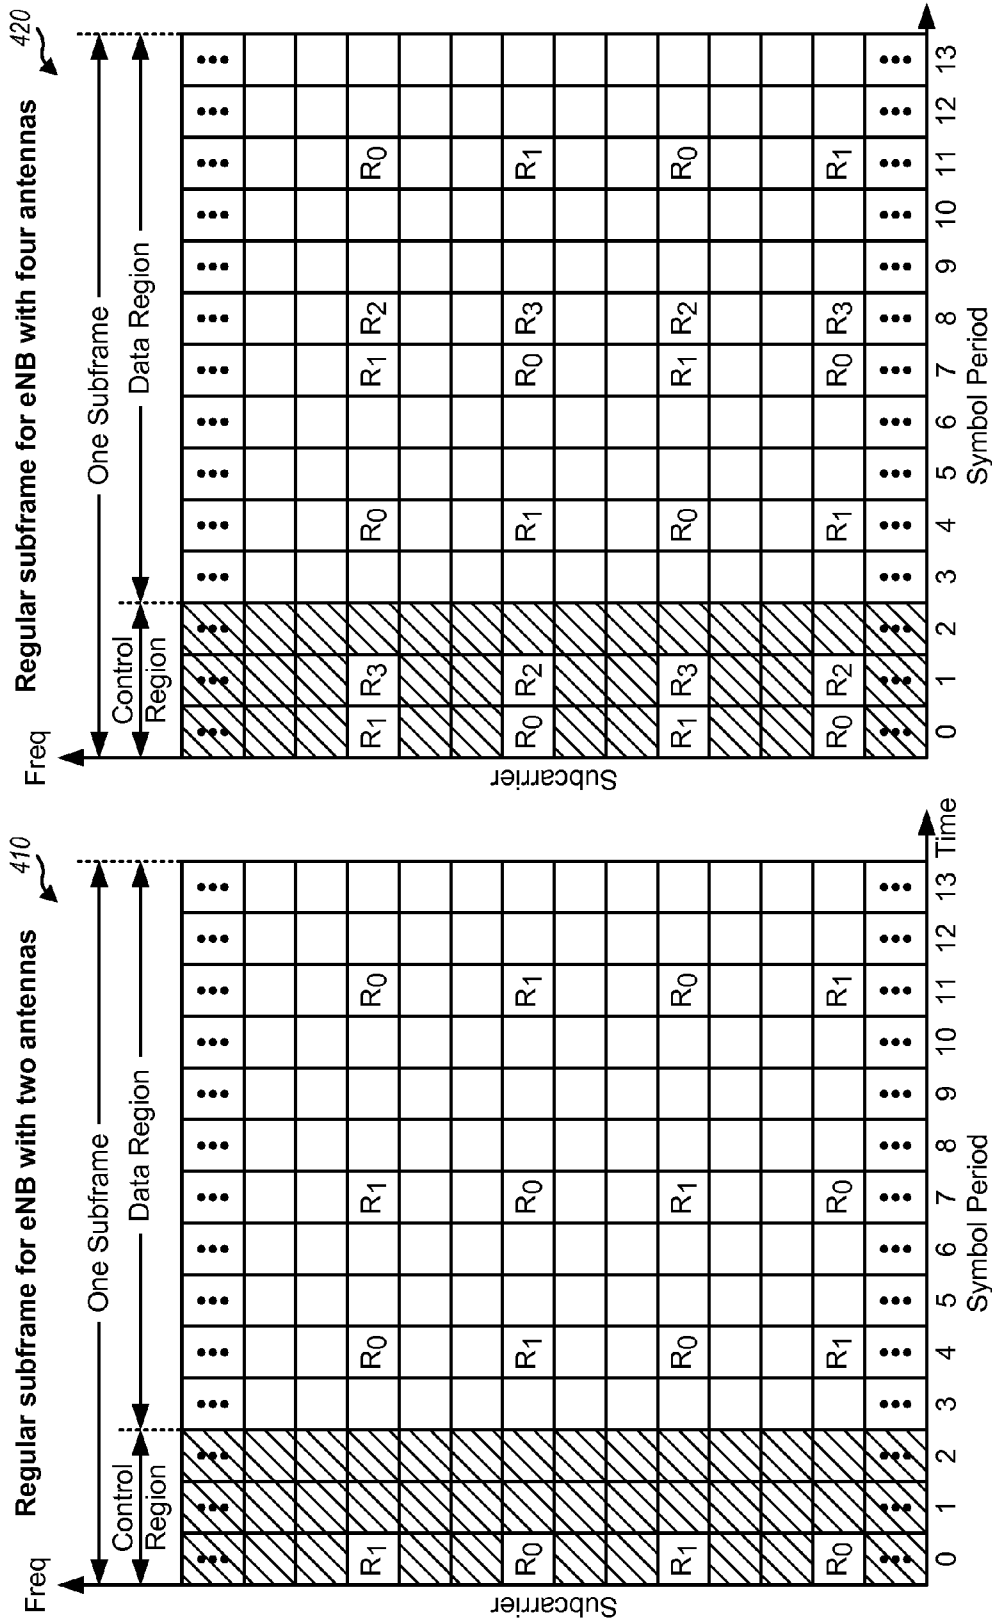 Regular subframe for eNB with two antennas 410
Freq
One Subframe
Control Region
Data Region
Subcarrier
R0 label rows:
R1 R0 R1 R0
R0 R1 R0 R1
R1 R0 R1 R0
R0 R1 R0 R1
0 1 2 3 4 5 6 7 8 9 10 11 12 13 Time
Symbol Period
Regular subframe for eNB with four antennas 420
Freq
One Subframe
Control Region
Data Region
Subcarrier
R1 R3 R0 R1 R2 R0
R0 R2 R1 R0 R3 R1
R1 R3 R0 R1 R2 R0
R0 R2 R1 R0 R3 R1
0 1 2 3 4 5 6 7 8 9 10 11 12 13
Symbol Period